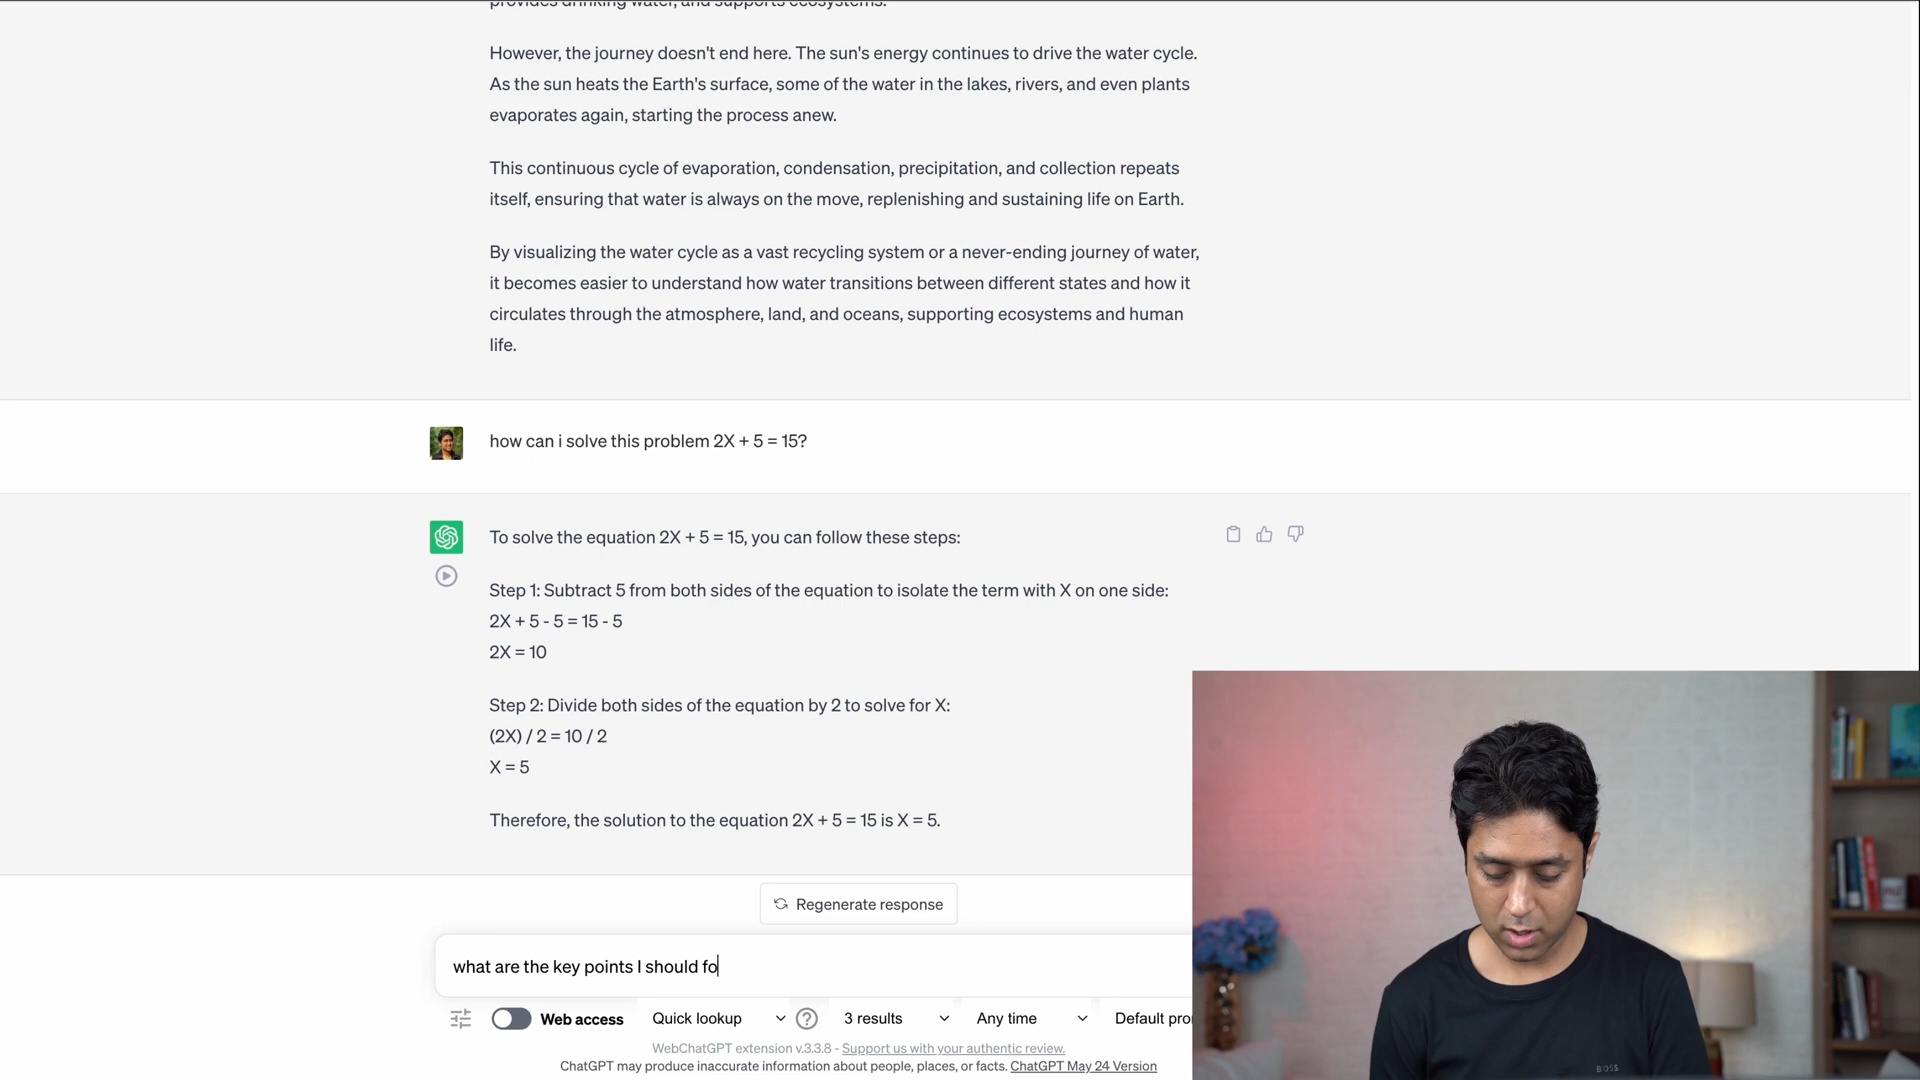 provides drinking water, and supports ecosystems.
However, the journey doesn't end here. The sun's energy continues to drive the water cycle.
As the sun heats the Earth's surface, some of the water in the lakes, rivers, and even plants
evaporates again, starting the process anew.
This continuous cycle of evaporation, condensation, precipitation, and collection repeats
itself, ensuring that water is always on the move, replenishing and sustaining life on Earth.
By visualizing the water cycle as a vast recycling system or a never-ending journey of water,
it becomes easier to understand how water transitions between different states and how it
circulates through the atmosphere, land, and oceans, supporting ecosystems and human
life.
how can i solve this problem 2X + 5 = 15?
To solve the equation 2X + 5 = 15, you can follow these steps:
Step 1: Subtract 5 from both sides of the equation to isolate the term with X on one side:
2X + 5 - 5 = 15 - 5
2X = 10
Step 2: Divide both sides of the equation by 2 to solve for X:
(2X) / 2 = 10 / 2
X = 5
Therefore, the solution to the equation 2X + 5 = 15 is X = 5.
Regenerate response
what are the key points I should fo
Web access Quick lookup ? 3 results Any time Default pro
WebChatGPT extension v.3.3.8 - Support us with your authentic review.
ChatGPT may produce inaccurate information about people, places, or facts. ChatGPT May 24 Version
BOSS